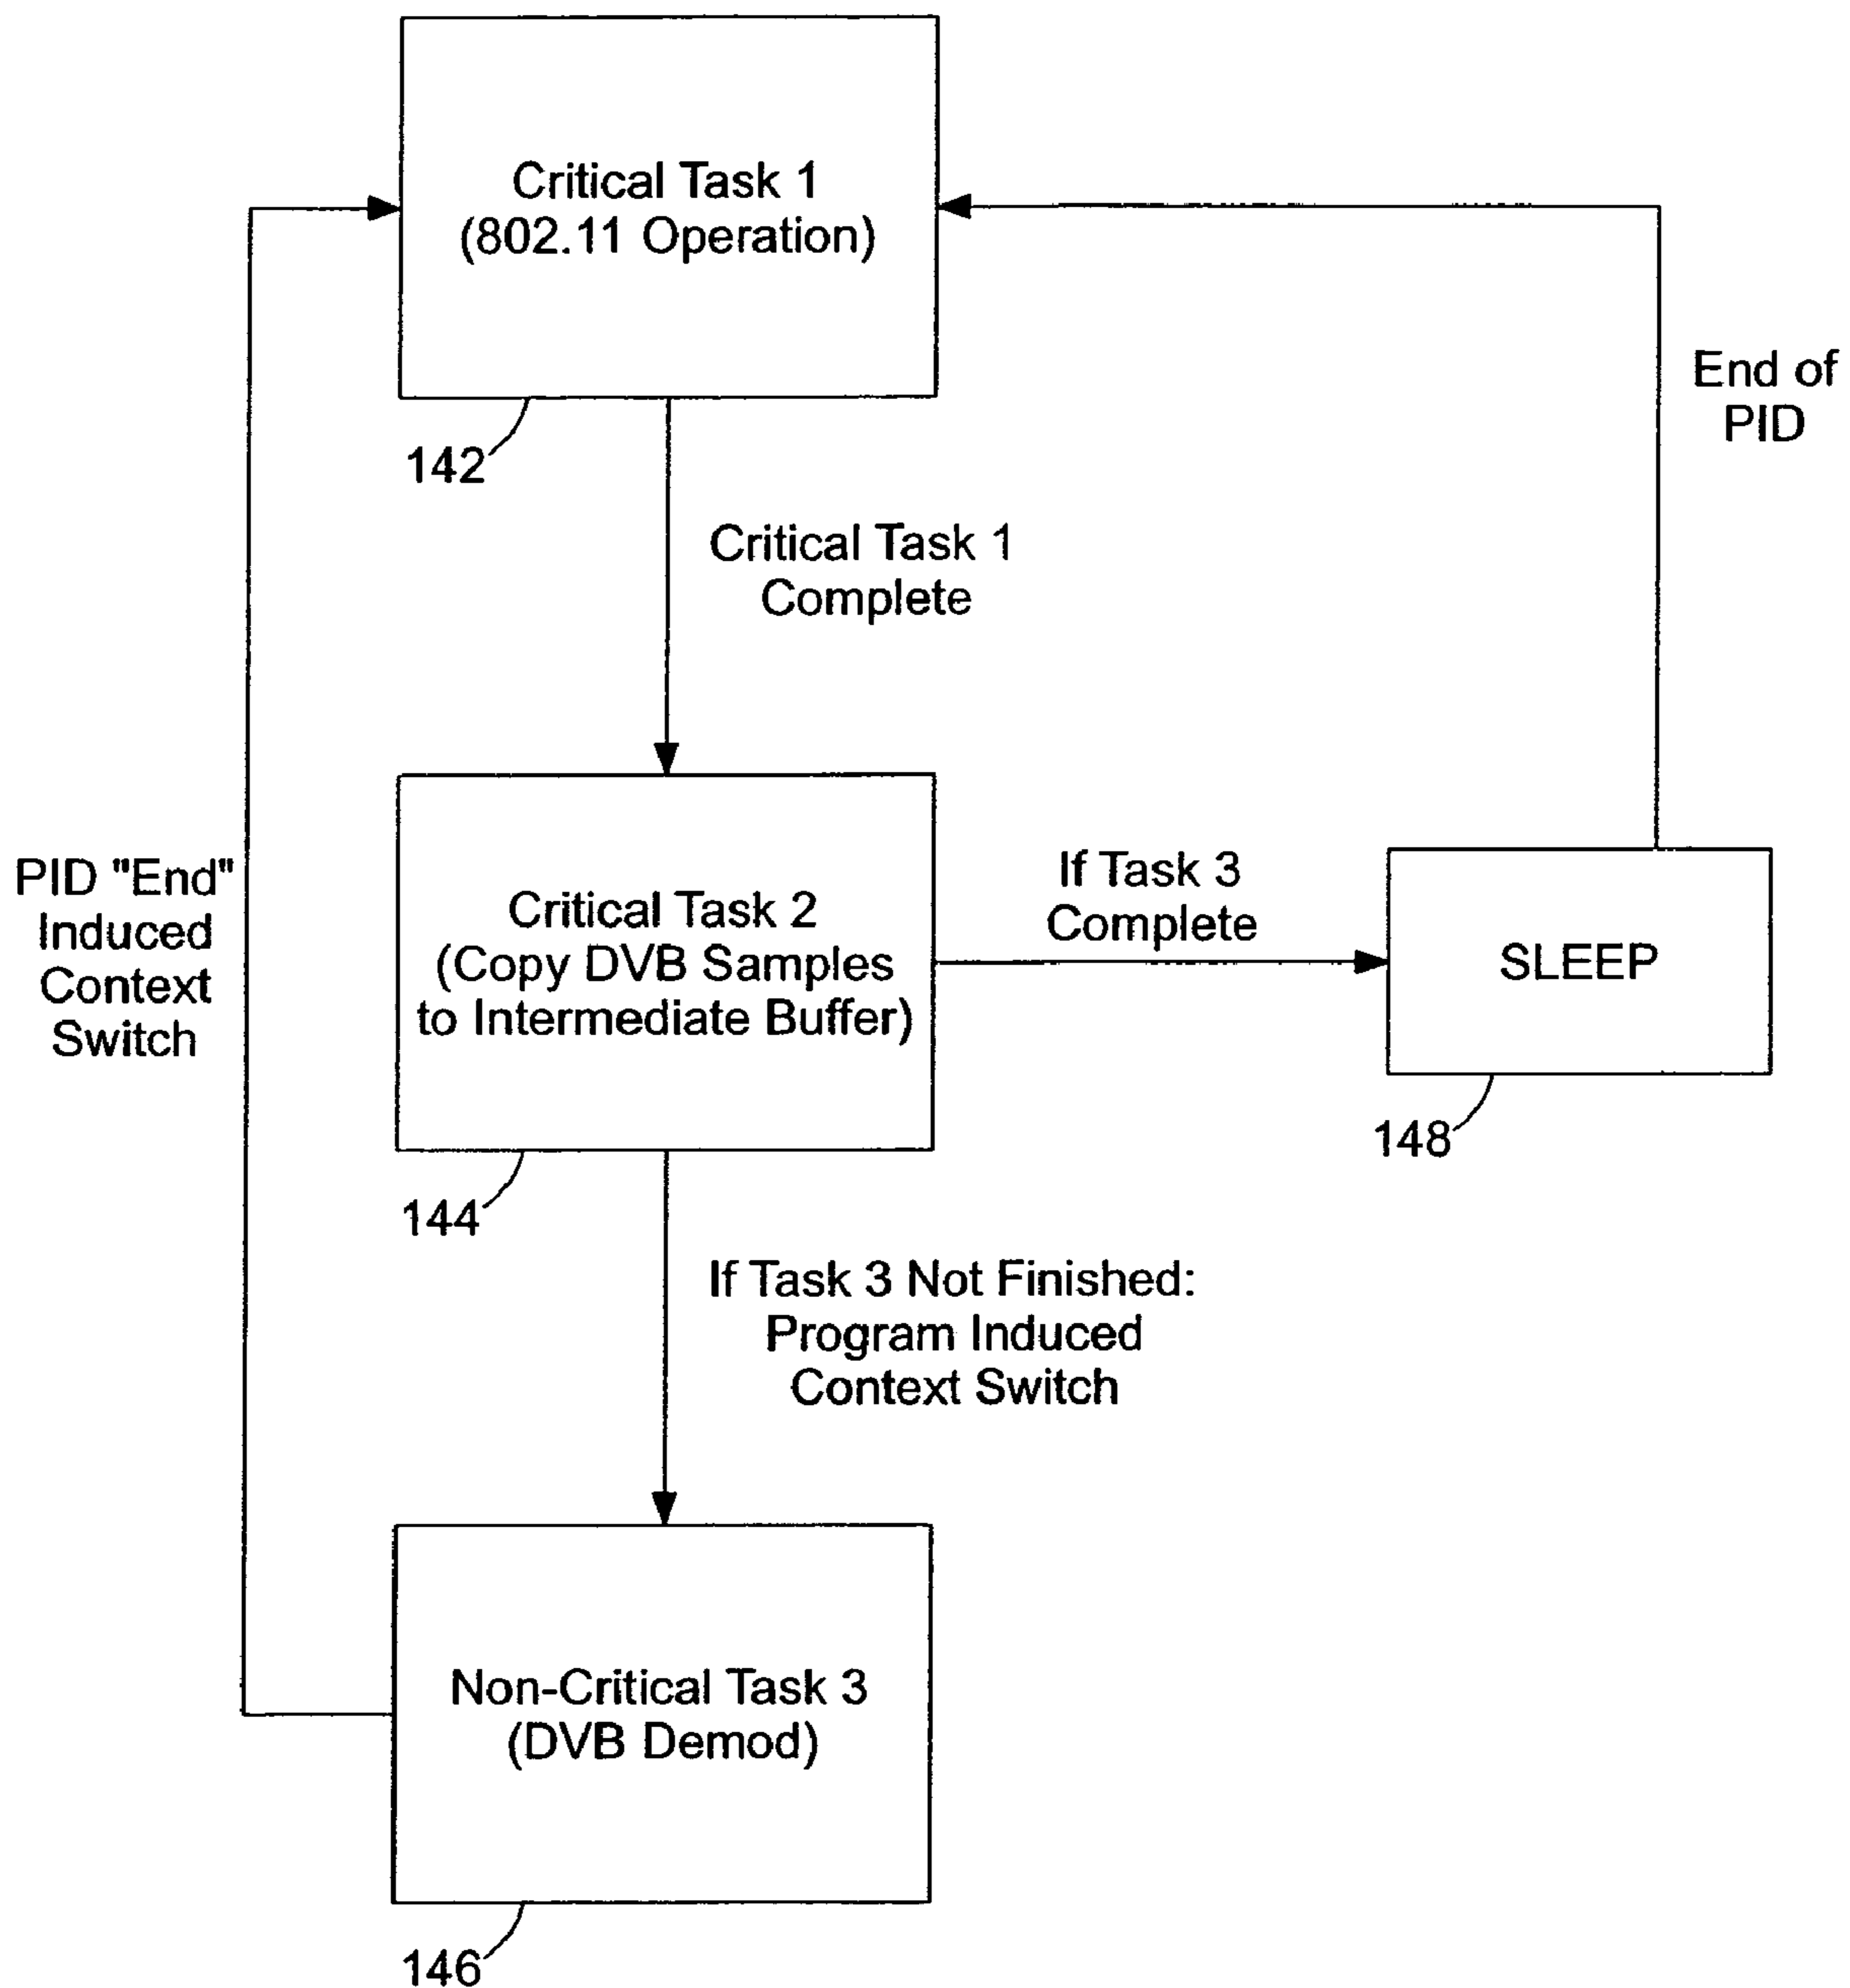 Critical Task 1
(802.11 Operation)
142
End of
PID
Critical Task 1
Complete
PID "End"
Induced
Context
Switch
Critical Task 2
(Copy DVB Samples
to Intermediate Buffer)
144
If Task 3
Complete
SLEEP
148
If Task 3 Not Finished:
Program Induced
Context Switch
Non-Critical Task 3
(DVB Demod)
146